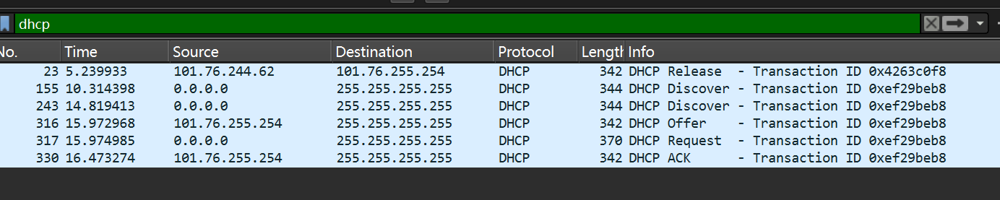 dhcp
No. Time Source Destination Protocol Length Info
23 5.239933 101.76.244.62 101.76.255.254 DHCP 342 DHCP Release - Transaction ID 0x4263c0f8
155 10.314398 0.0.0.0 255.255.255.255 DHCP 344 DHCP Discover - Transaction ID 0xef29beb8
243 14.819413 0.0.0.0 255.255.255.255 DHCP 344 DHCP Discover - Transaction ID 0xef29beb8
316 15.972968 101.76.255.254 255.255.255.255 DHCP 342 DHCP Offer - Transaction ID 0xef29beb8
317 15.974985 0.0.0.0 255.255.255.255 DHCP 370 DHCP Request - Transaction ID 0xef29beb8
330 16.473274 101.76.255.254 255.255.255.255 DHCP 342 DHCP ACK - Transaction ID 0xef29beb8